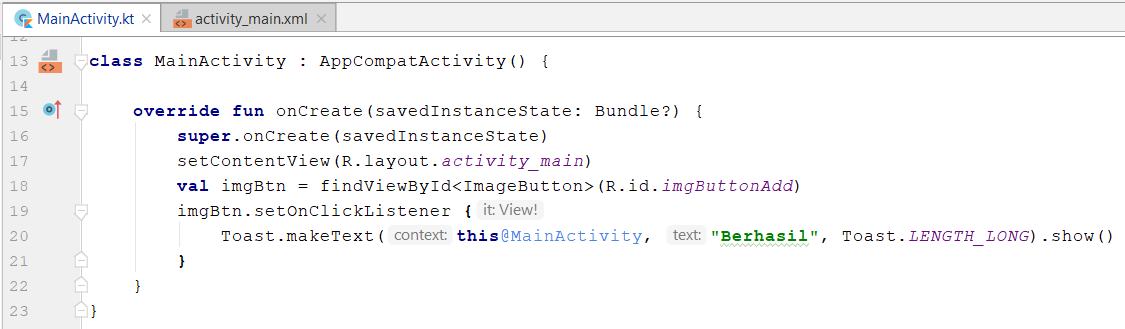 MainActivity.kt activity_main.xml
12
13 class MainActivity : AppCompatActivity() {
14
15 override fun onCreate(savedInstanceState: Bundle?) {
16 super.onCreate(savedInstanceState)
17 setContentView(R.layout.activity_main)
18 val imgBtn = findViewById<ImageButton>(R.id.imgButtonAdd)
19 imgBtn.setOnClickListener { it: View!
20 Toast.makeText( context: this@MainActivity, text: "Berhasil", Toast.LENGTH_LONG).show()
21 }
22 }
23 }